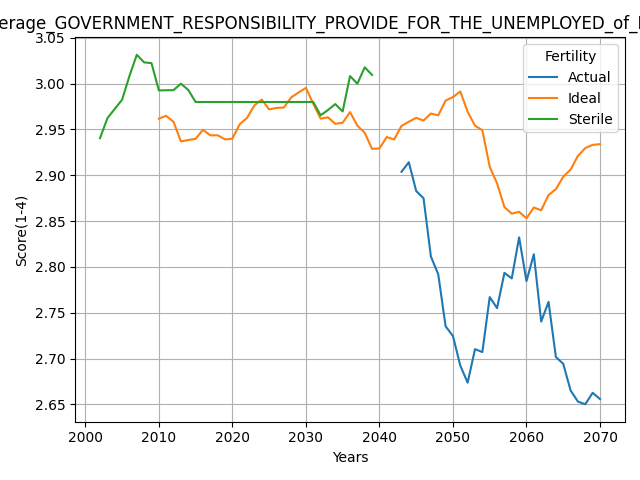 GOVERNMENT_RESPONSIBILITY_PROVIDE_FOR_THE_UNEMPLOYED_of_
3.05
3.00
2.95
2.90
2.85
2.80
2.75
2.70
2.65
Score(1-4)
Fertility
Actual
Ideal
Sterile
2000 2010 2020 2030 2040 2050 2060 2070
Years